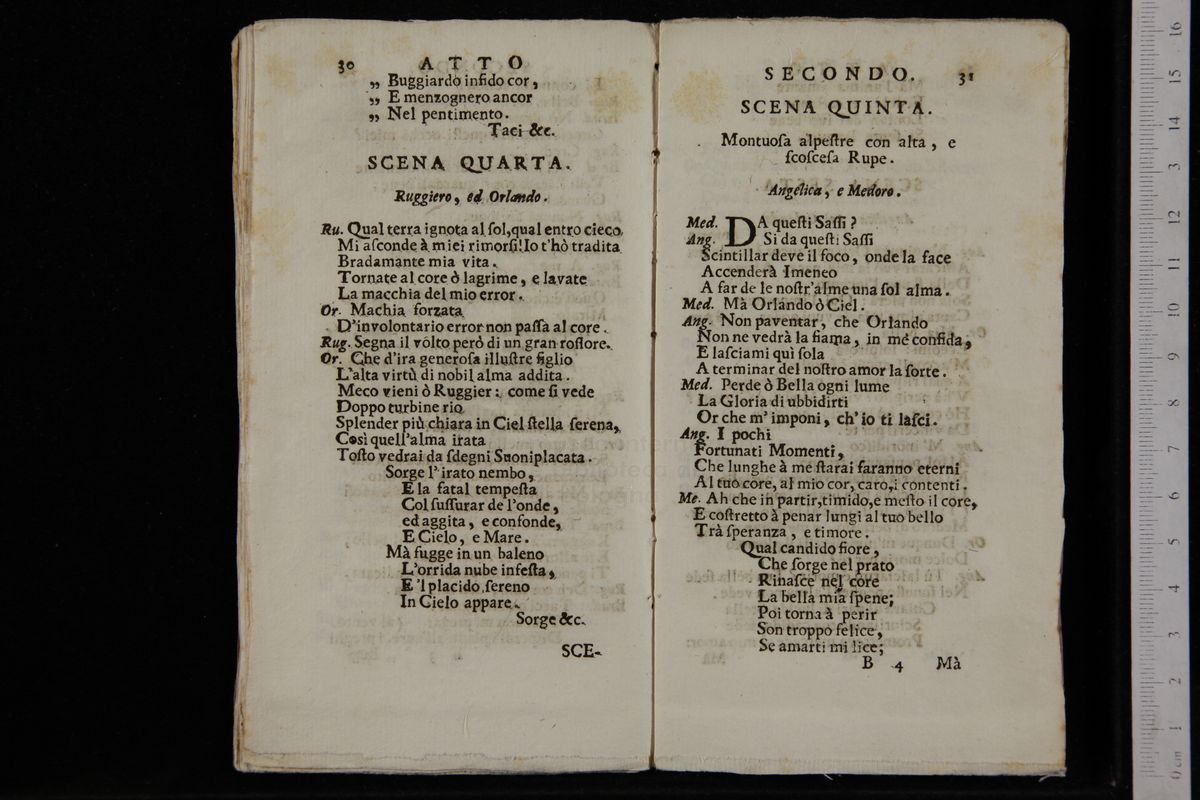 30 ATTO
„ Buggiardo infido cor,
„ E menzognero ancor
„ Nel pentimento.
Taci &c.
SCENA QUARTA.
Ruggiero, ed Orlando.
Ru. Qual terra ignota al ſol, qual entro cieco
Mi aſconde à miei rimorſi! Io t'hò tradita
Bradamante mia vita.
Tornate al core ò lagrime, e lavate
La macchia del mio error.
Or. Machia forzata
D'involontario error non paſſa al core.
Rug. Segna il volto però di un gran roſſore.
Or. Che d'ira generoſa illuſtre figlio
L'alta virtù di nobil alma addita.
Meco vieni ò Ruggier: come ſi vede
Doppo turbine rio
Splender più chiara in Ciel ſtella ſerena,
Così quell'alma irata
Toſto vedrai da ſdegni Suoniplacata.
Sorge l'irato nembo,
E la fatal tempeſta
Col ſuſſurar de l'onde,
ed aggita, e confonde,
E Cielo, e Mare.
Mà fugge in un baleno
L'orrida nube infeſta,
E 'l placido ſereno
In Cielo appare.
Sorge &c.
SCE-
SECONDO. 31
SCENA QUINTA.
Montuoſa alpeſtre con alta, e
ſcoſceſa Rupe.
Angelica, e Medoro.
Med. DA queſti Saſſi?
Ang. Si da queſti Saſſi
Scintillar deve il foco, onde la face
Accenderà Imeneo
A far de le noſtr'alme una ſol alma.
Med. Mà Orlando ò Ciel.
Ang. Non paventar, che Orlando
Non ne vedrà la fiama, in mè confida,
E laſciami quì ſola
A terminar del noſtro amor la ſorte.
Med. Perde ò Bella ogni lume
La Gloria di ubbidirti
Or che m' imponi, ch' io ti laſci.
Ang. I pochi
Fortunati Momenti,
Che lunghe à me ſtarai faranno eterni
Al tuo core, al mio cor, caro, i contenti.
Me. Ah che in partir, timido, e meſto il core,
E coſtretto à penar lungi al tuo bello
Trà ſperanza, e timore.
Qual candido fiore,
Che ſorge nel prato
Rinaſce nel core
La bella mia ſpene;
Poi torna à perir
Son troppo felice,
Se amarti mi lice;
B 4 Mà